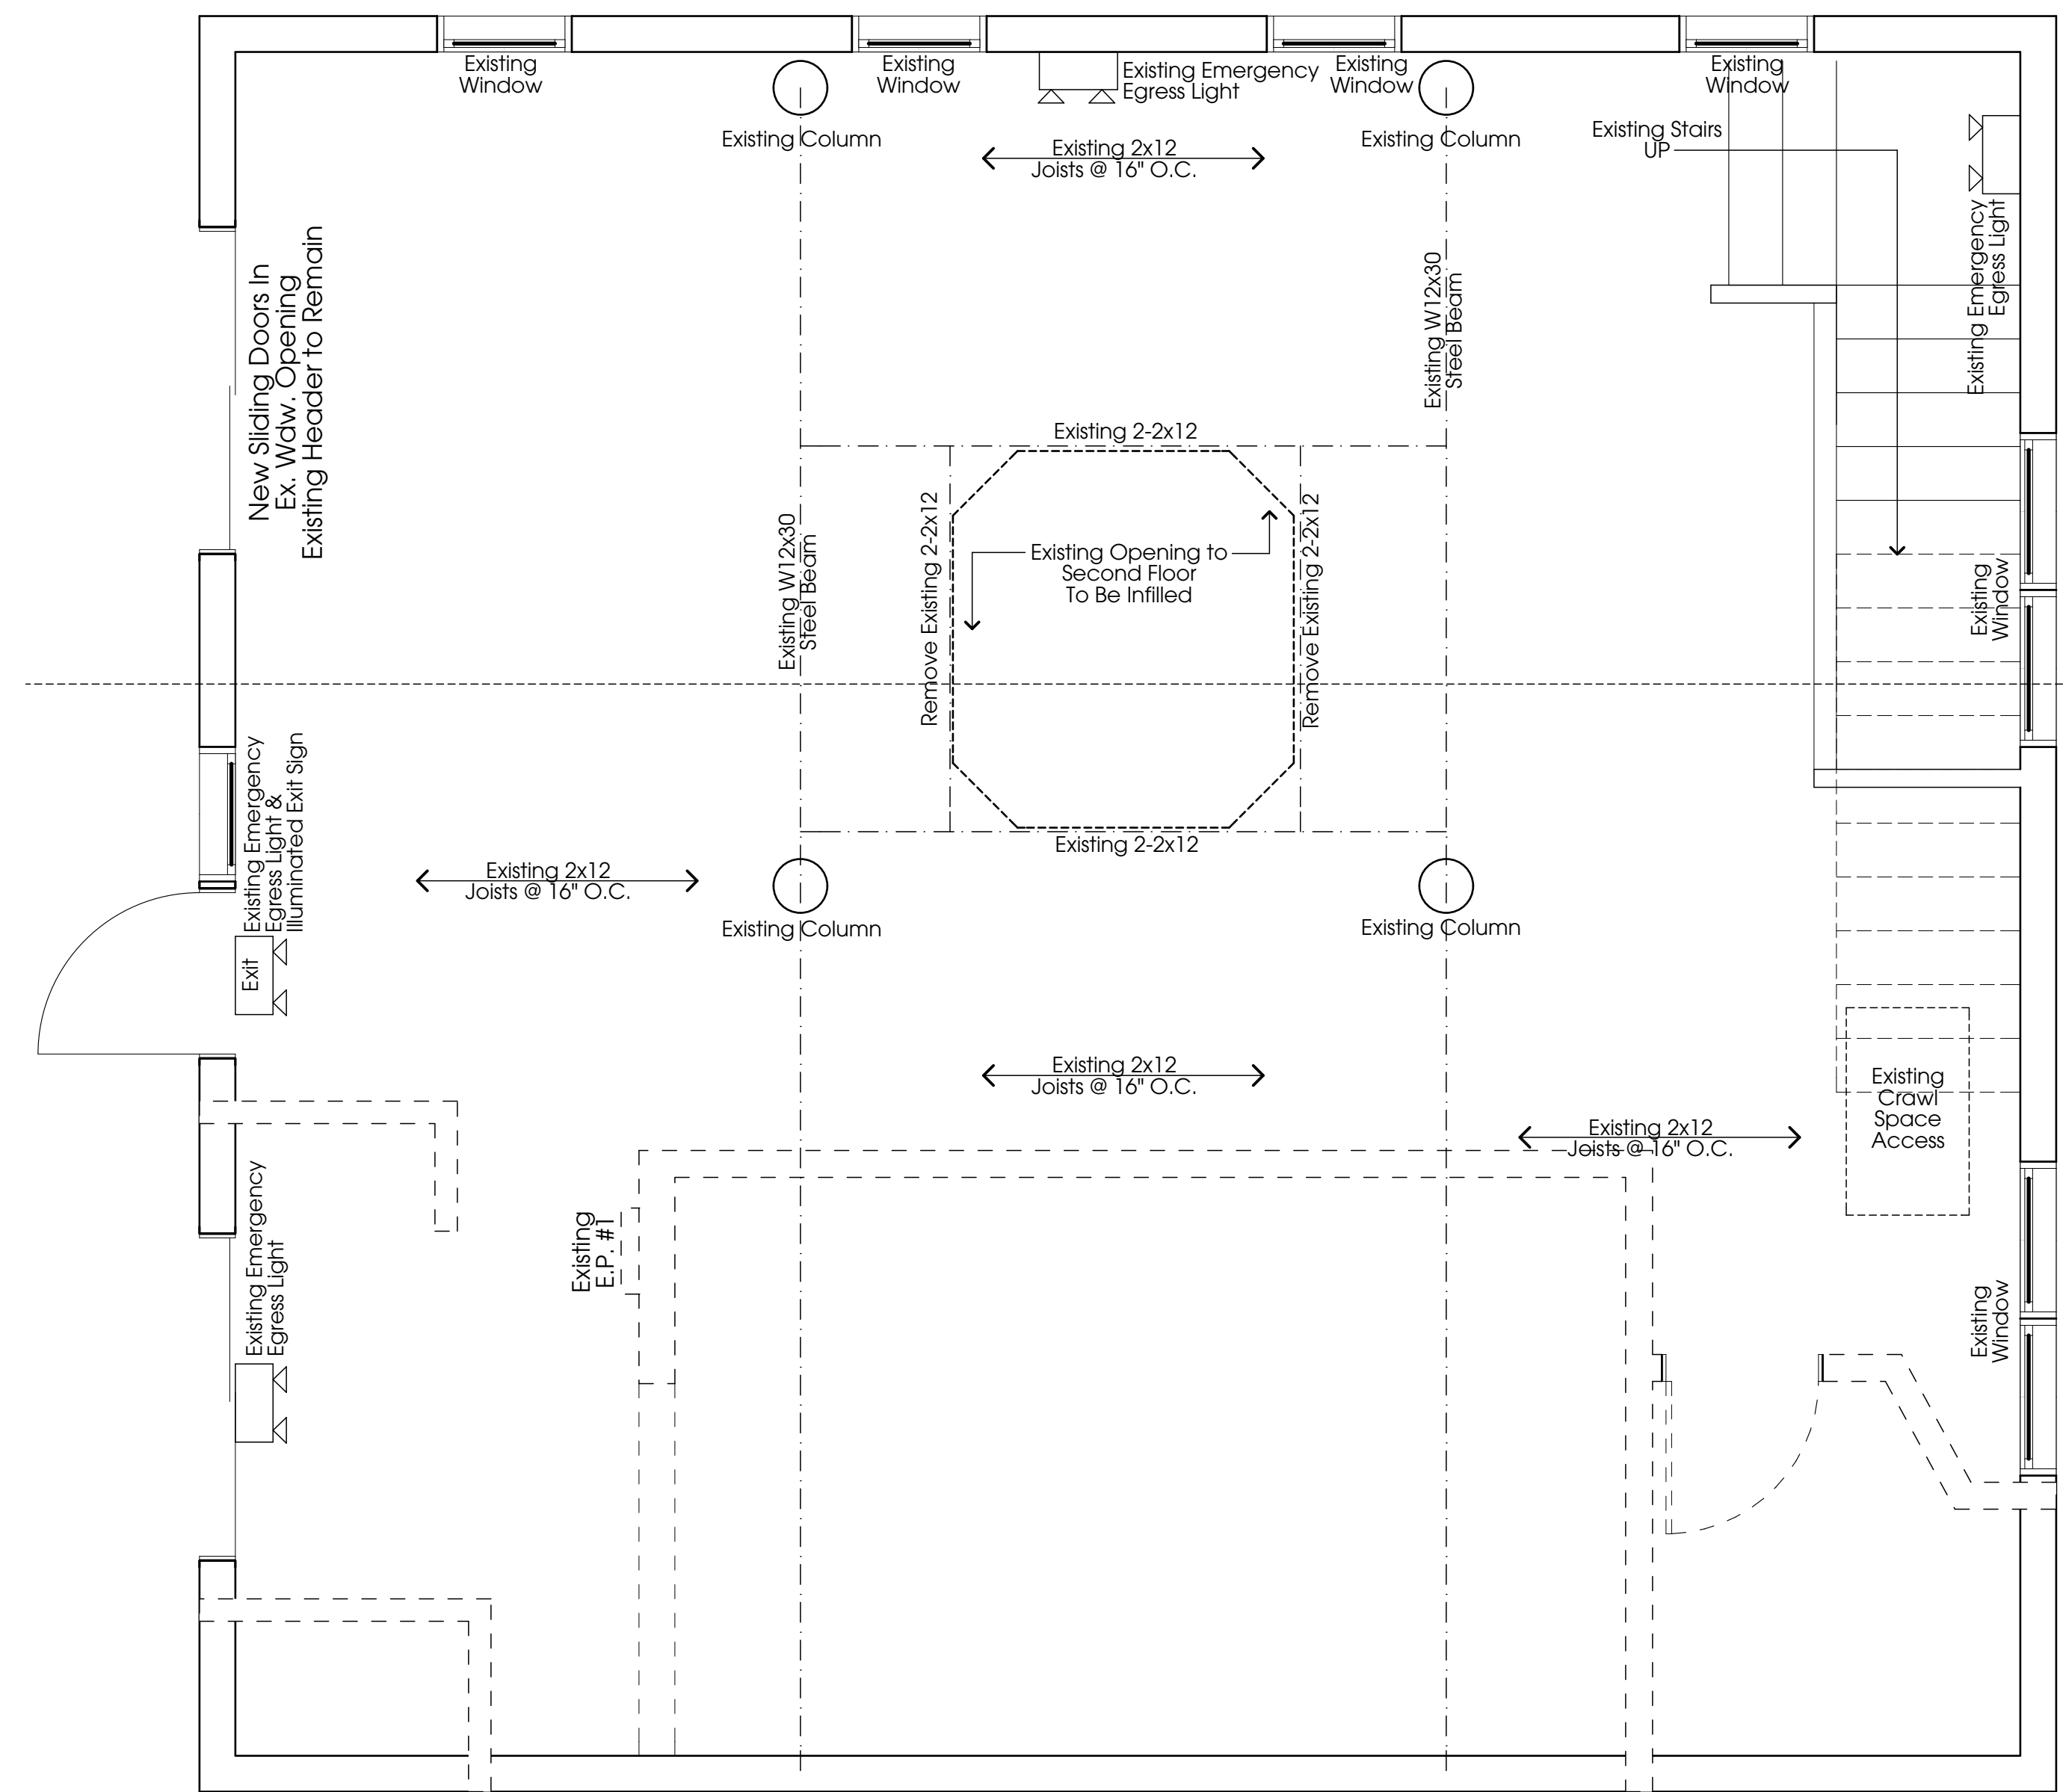 Existing
Window
Existing
Window
Existing Emergency
Egress Light
Existing
Window
Existing
Window
Existing Column
Existing 2x12
Joists @ 16" O.C.
Existing Column
Existing Stairs
UP
Existing Emergency
Egress Light
New Sliding Doors In
Ex. Wdw. Opening
Existing Header to Remain
Existing W12x30
Steel Beam
Existing 2-2x12
Existing W12x30
Steel Beam
Remove Existing 2-2x12
Existing Opening to
Second Floor
To Be Infilled
Remove Existing 2-2x12
Existing
Window
Existing Emergency
Egress Light &
Illuminated Exit Sign
Existing 2-2x12
Existing 2x12
Joists @ 16" O.C.
Existing Column
Existing Column
Exit
Existing 2x12
Joists @ 16" O.C.
Existing
Crawl
Space
Access
Existing 2x12
Joists @ 16" O.C.
Existing Emergency
Egress Light
Existing
E.P. #1
Existing
Window